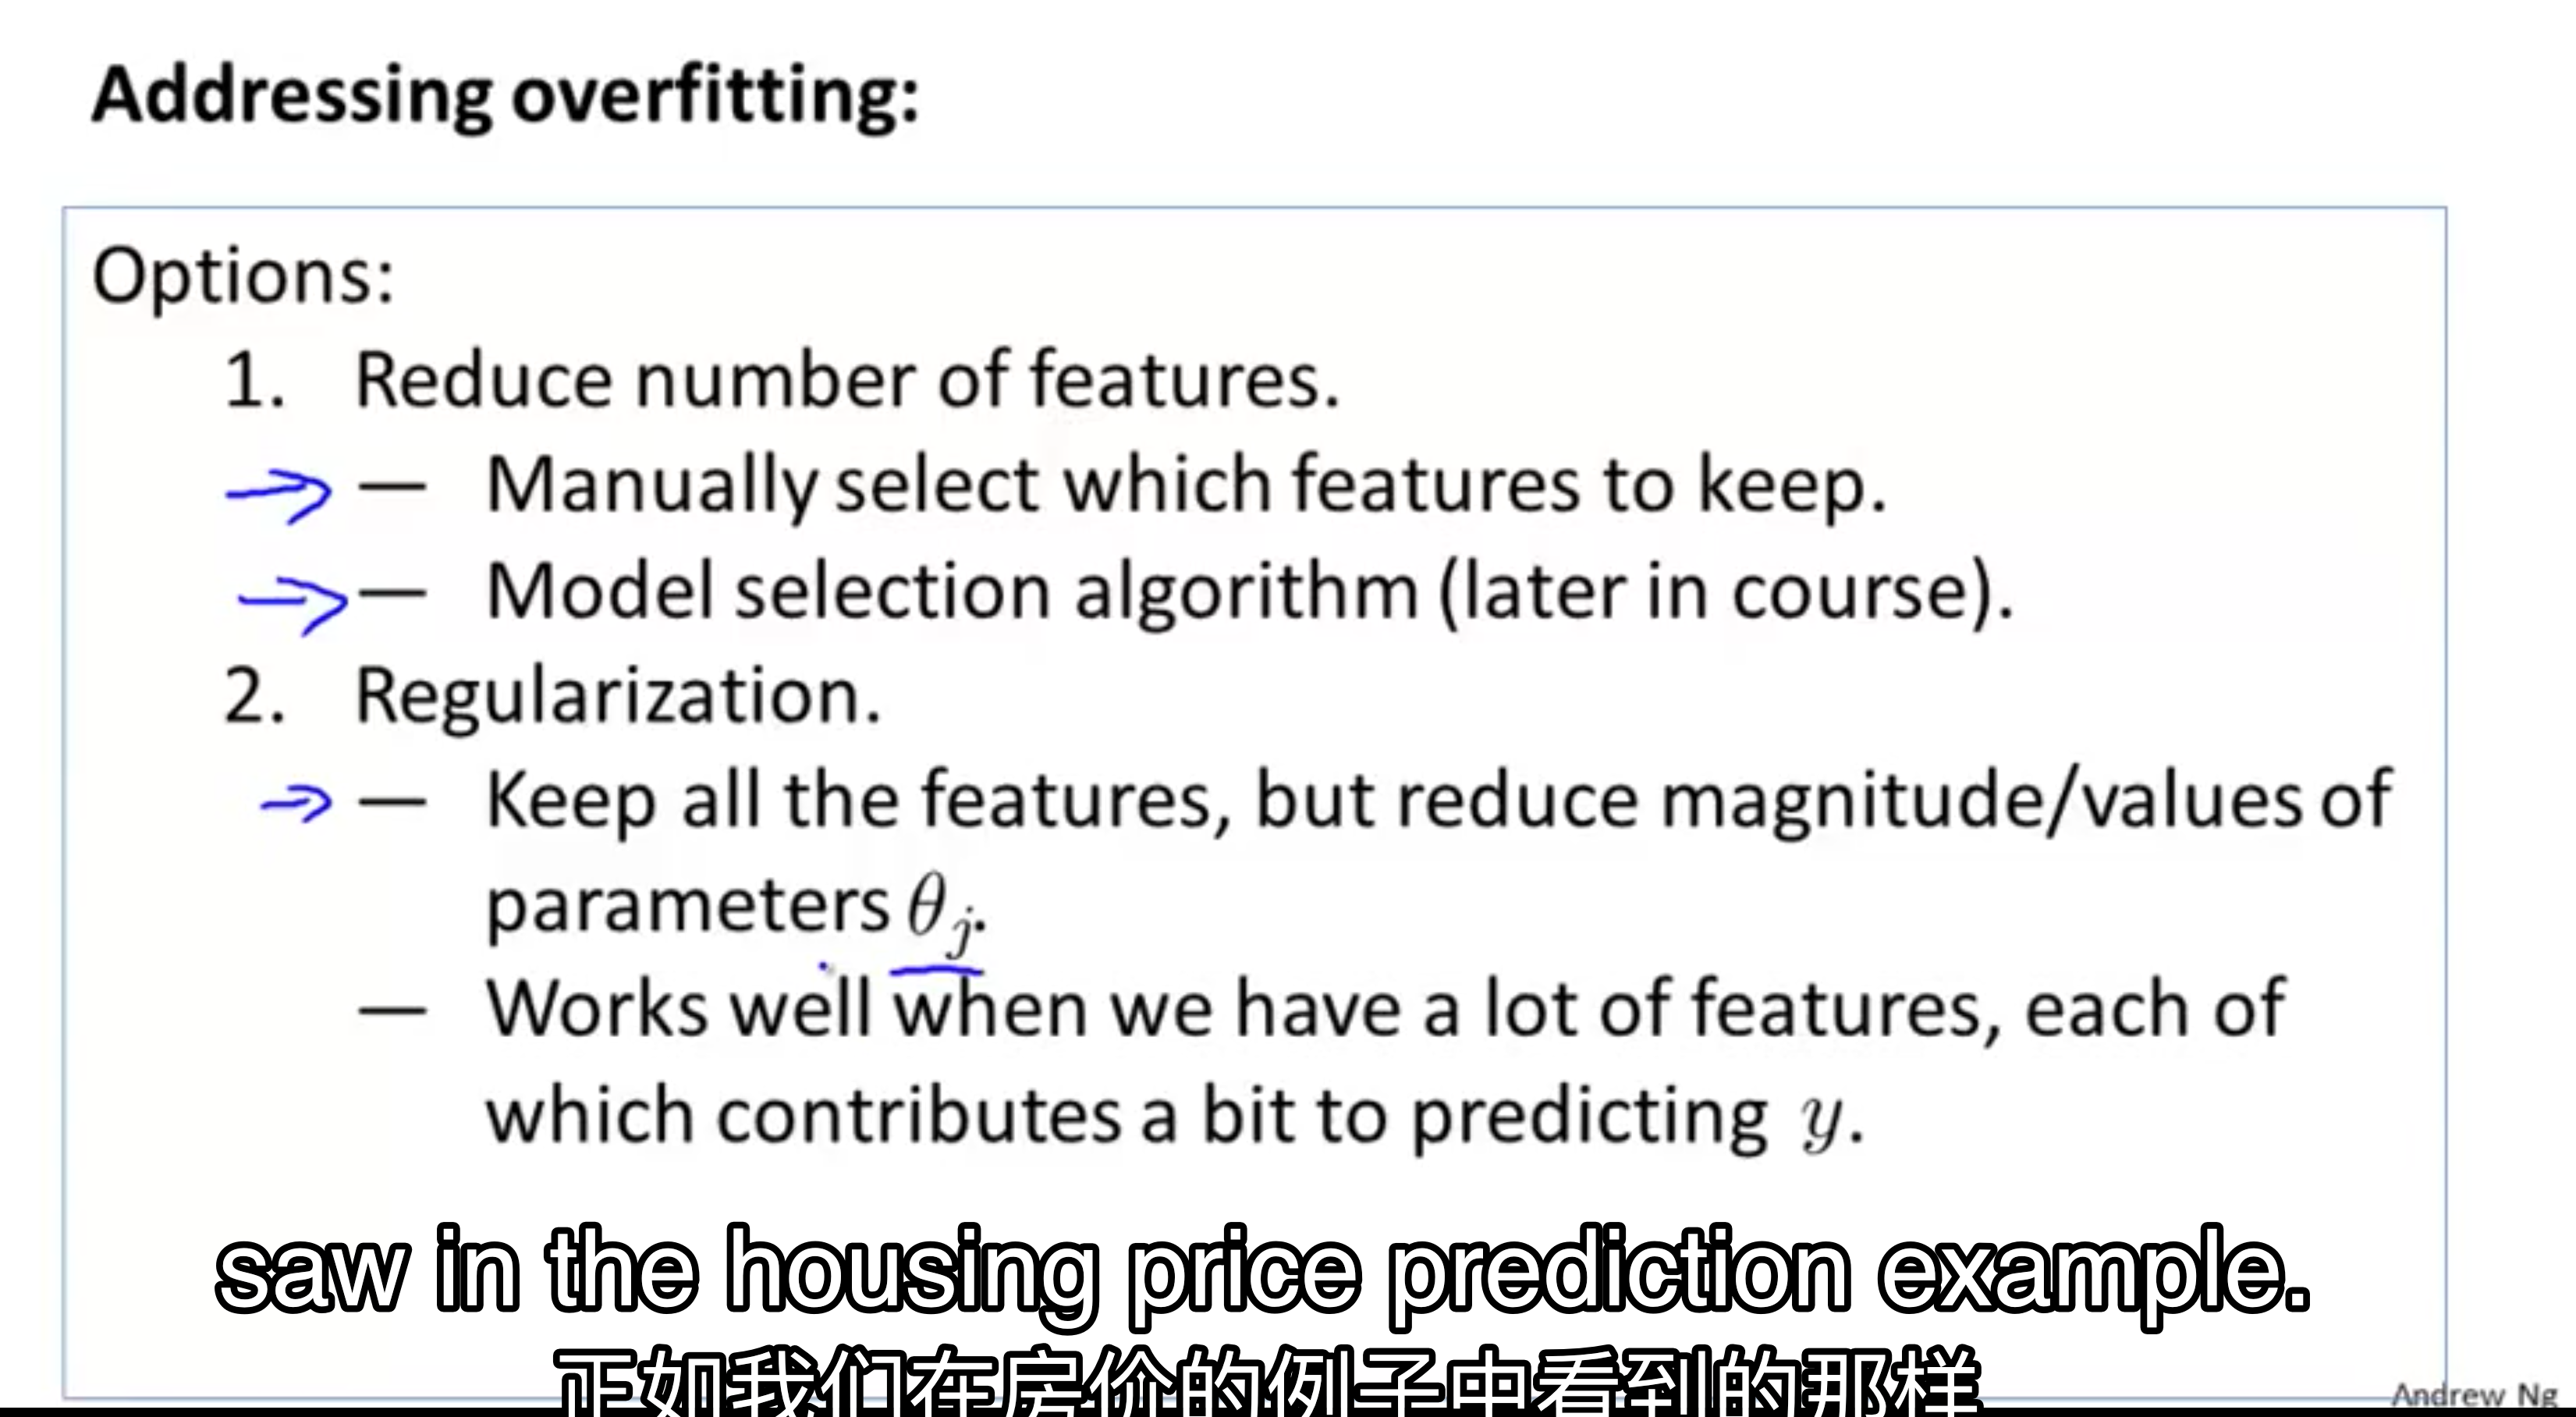 Addressing overfitting:
Options:
1. Reduce number of features.
— Manually select which features to keep.
— Model selection algorithm (later in course).
2. Regularization.
— Keep all the features, but reduce magnitude/values of
parameters θj.
— Works well when we have a lot of features, each of
which contributes a bit to predicting y.
saw in the housing price prediction example.
正如我们在房价的例子中看到的那样
Andrew Ng